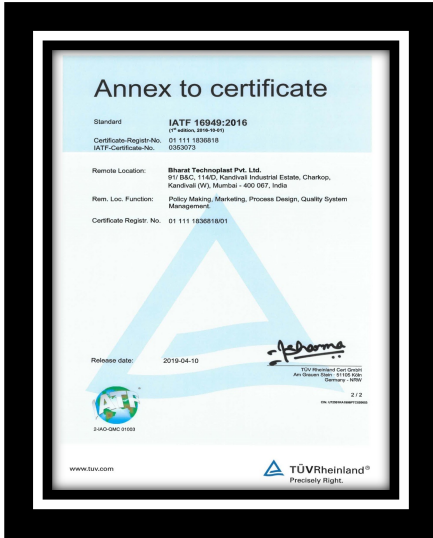 Annex to certificate
Standard IATF 16949:2016
(1st edition, 2016-10-01)
Certificate-Registr-No. 01 111 1836818
IATF-Certificate-No. 0353073
Remote Location: Bharat Technoplast Pvt. Ltd.
91/ B&C, 114/D, Kandivali Industrial Estate, Charkop,
Kandivali (W), Mumbai - 400 067, India
Rem. Loc. Function: Policy Making, Marketing, Process Design, Quality System
Management.
Certificate Registr. No. 01 111 1836818/01
Release date: 2019-04-10
TÜV Rheinland Cert GmbH
Am Grauen Stein · 51105 Köln
Germany - NRW
2 / 2
IATF
2-IAO-QMC 01003
www.tuv.com
TÜVRheinland®
Precisely Right.